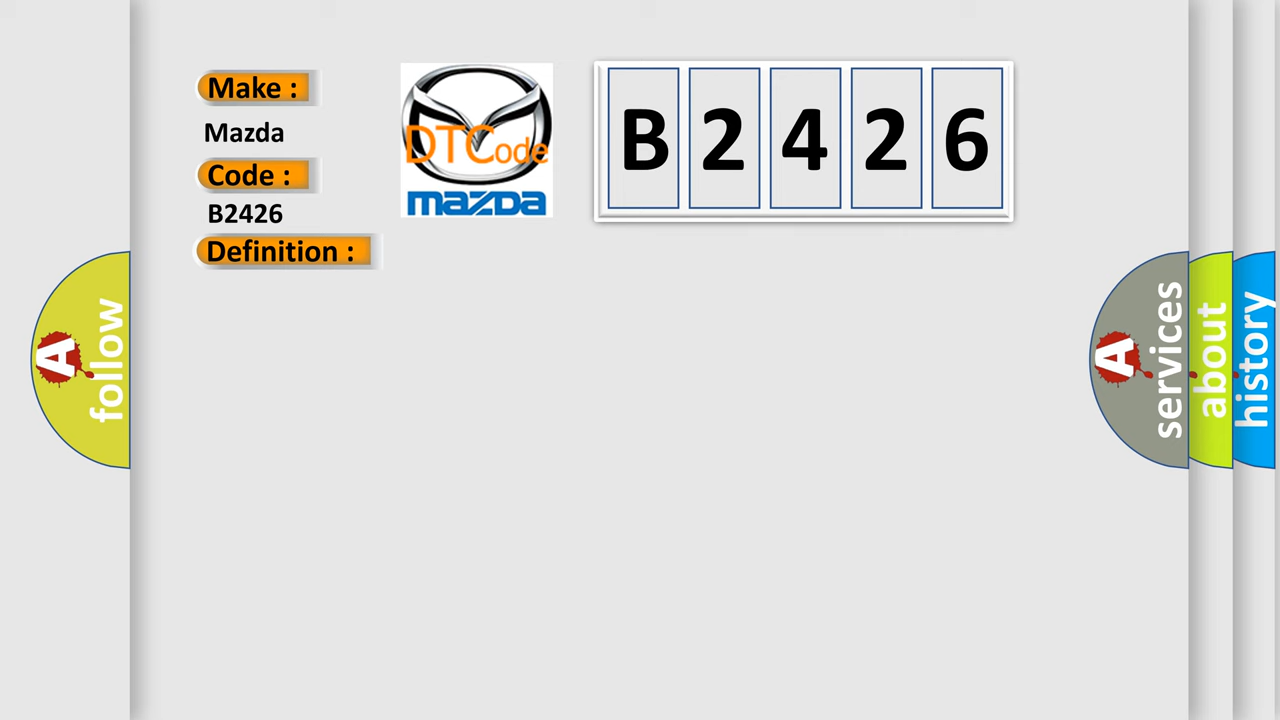 Make :
Mazda
Code :
B2426
Definition :
DTCode
mazda
B 2 4 2 6
A follow
A services
about
history